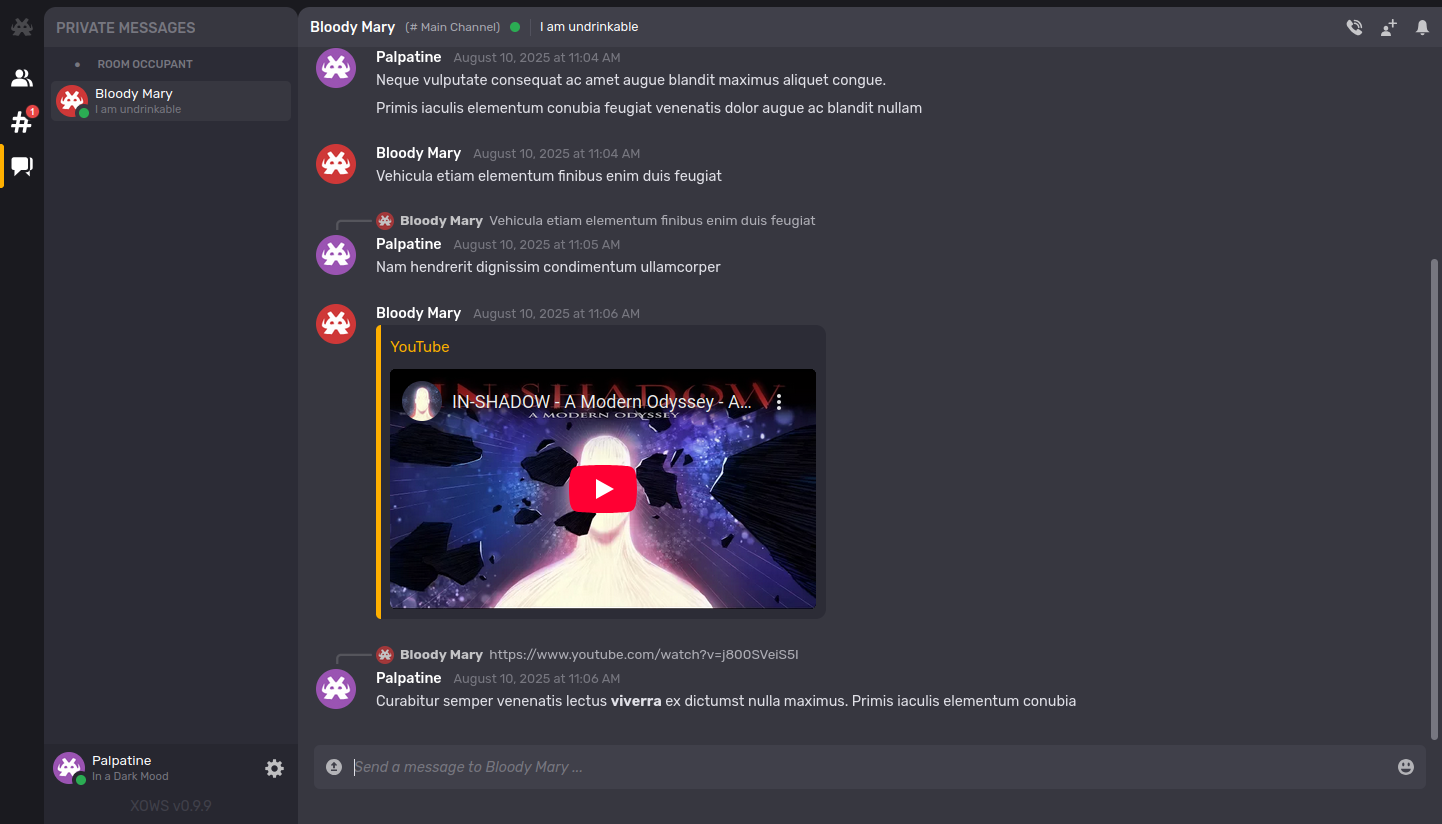 PRIVATE MESSAGES
ROOM OCCUPANT
Bloody Mary
I am undrinkable
1
Palpatine
In a Dark Mood
XOWS v0.9.9
Bloody Mary (# Main Channel) I am undrinkable
Palpatine August 10, 2025 at 11:04 AM
Neque vulputate consequat ac amet augue blandit maximus aliquet congue.
Primis iaculis elementum conubia feugiat venenatis dolor augue ac blandit nullam
Bloody Mary August 10, 2025 at 11:04 AM
Vehicula etiam elementum finibus enim duis feugiat
Bloody Mary Vehicula etiam elementum finibus enim duis feugiat
Palpatine August 10, 2025 at 11:05 AM
Nam hendrerit dignissim condimentum ullamcorper
Bloody Mary August 10, 2025 at 11:06 AM
YouTube
IN-SHADOW
IN-SHADOW - A Modern Odyssey - A...
A MODERN ODYSSEY
Bloody Mary https://www.youtube.com/watch?v=j800SVeiS5I
Palpatine August 10, 2025 at 11:06 AM
Curabitur semper venenatis lectus viverra ex dictumst nulla maximus. Primis iaculis elementum conubia
Send a message to Bloody Mary ...